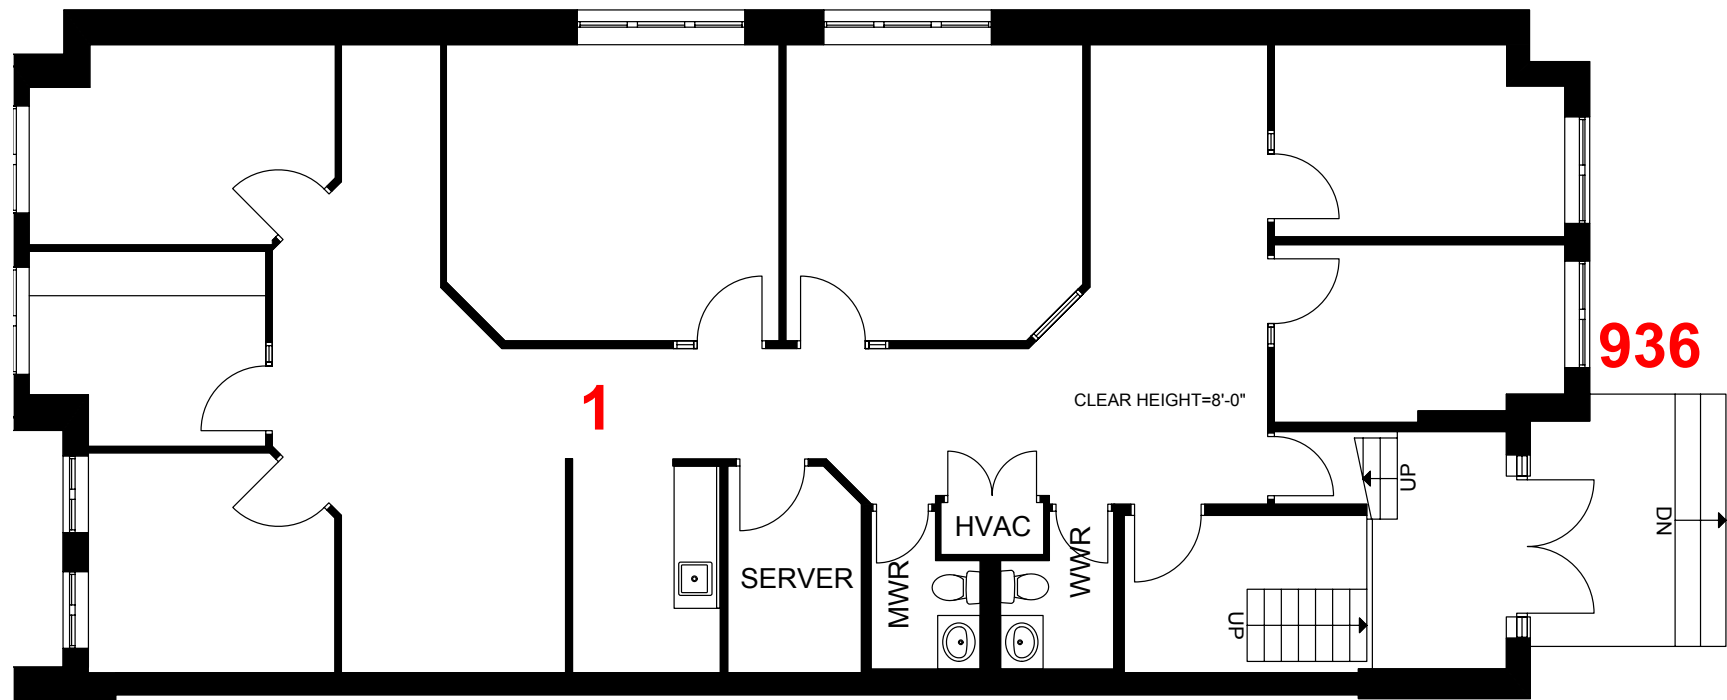 936
1
CLEAR HEIGHT=8'-0"
UP
HVAC
DN
WWR
SERVER
MWR
UP